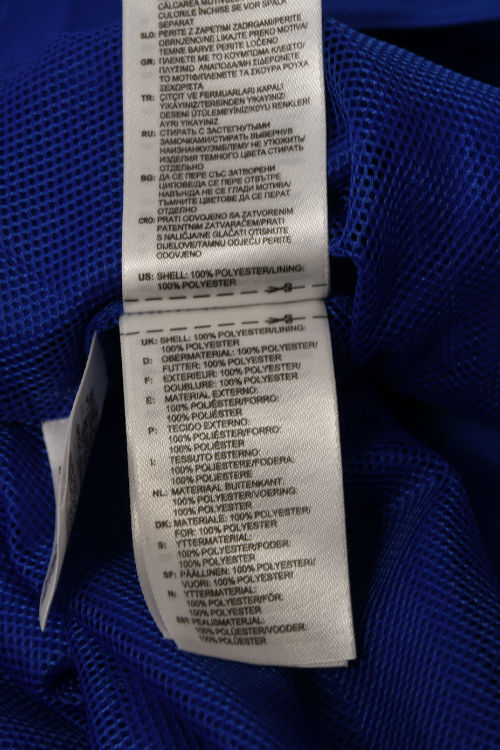 CĂLCAREA MOTIVULUI
CULORILE ÎNCHISE SE VOR SPĂLA
SEPARAT
SLO: PERITE Z ZAPETIMI ZADRGAMI/PERITE
OBRNJENO/NE LIKAJTE PREKO MOTIVA/
TEMNE BARVE PERITE LOČENO
GR: ΠΛΕΝΕΤΕ ΜΕ ΤΟ ΚΟΥΜΠΩΜΑ ΚΛΕΙΣΤΟ/
ΠΛΥΣΙΜΟ ΑΝΑΠΟΔΑ/ΜΗ ΣΙΔΕΡΩΝΕΤΕ
ΤΟ ΜΟΤΙΦ/ΠΛΕΝΕΤΕ ΤΑ ΣΚΟΥΡΑ ΡΟΥΧΑ
ΞΕΧΩΡΙΣΤΑ
TR: ÇITÇIT VE FERMUARLARI KAPALI
YIKAYINIZ/TERSİNDEN YIKAYINIZ/
DESENİ ÜTÜLEMEYİNİZ/KOYU RENKLERİ
AYRI YIKAYINIZ
RU: СТИРАТЬ С ЗАСТЕГНУТЫМИ
ЗАМОЧКАМИ/СТИРАТЬ ВЫВЕРНУВ
НАИЗНАНКУ/ЭМБЛЕМУ НЕ УТЮЖИТЬ/
ИЗДЕЛИЯ ТЕМНОГО ЦВЕТА СТИРАТЬ
ОТДЕЛЬНО
BG: ДА СЕ ПЕРЕ СЪС ЗАТВОРЕНИ
ЦИПОВЕ/ДА СЕ ПЕРЕ ОТВЪТРЕ
НАВЪН/ДА НЕ СЕ ГЛАДИ МОТИВА/
ТЪМНИТЕ ЦВЕТОВЕ ДА СЕ ПЕРАТ
ОТДЕЛНО
CRO: PRATI ODVOJENO SA ZATVORENIM
PATENTNIM ZATVARAČEM/PRATI
S NALIČJA/NE GLAČATI OTISNUTE
DIJELOVE/TAMNU ODJEĆU PERITE
ODOVJENO
US: SHELL: 100% POLYESTER/LINING:
100% POLYESTER
UK: SHELL: 100% POLYESTER/LINING:
100% POLYESTER
D: OBERMATERIAL: 100% POLYESTER/
FUTTER: 100% POLYESTER
F: EXTERIEUR: 100% POLYESTER/
DOUBLURE: 100% POLYESTER
E: MATERIAL EXTERNO:
100% POLIÉSTER/FORRO:
100% POLIÉSTER
P: TECIDO EXTERNO:
100% POLIÉSTER/FORRO:
100% POLIÉSTER
I: TESSUTO ESTERNO:
100% POLIESTERE/FODERA:
100% POLIESTERE
NL: MATERIAAL BUITENKANT:
100% POLYESTER/VOERING:
100% POLYESTER
DK: MATERIALE: 100% POLYESTER/
FOR: 100% POLYESTER
S: YTTERMATERIAL:
100% POLYESTER/FODER:
100% POLYESTER
SF: PÄÄLLINEN: 100% POLYESTERI/
VUORI: 100% POLYESTERI
N: YTTERMATERIAL:
100% POLYESTER/FÔR:
100% POLYESTER
EST: PEALISMATERJAL:
100% POLÜESTER/VOODER:
100% POLÜESTER